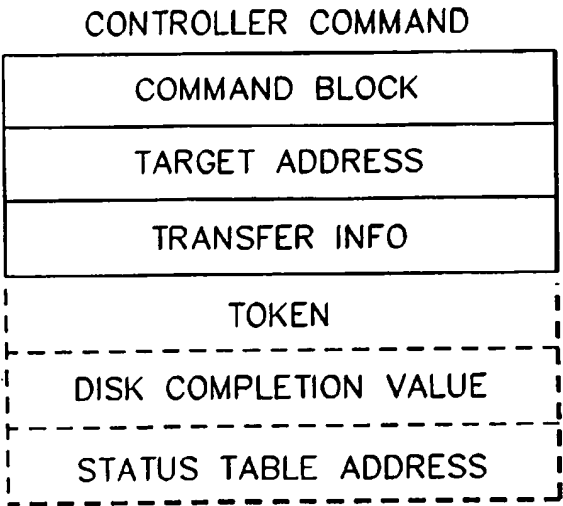 CONTROLLER COMMAND
COMMAND BLOCK
TARGET ADDRESS
TRANSFER INFO
TOKEN
DISK COMPLETION VALUE
STATUS TABLE ADDRESS